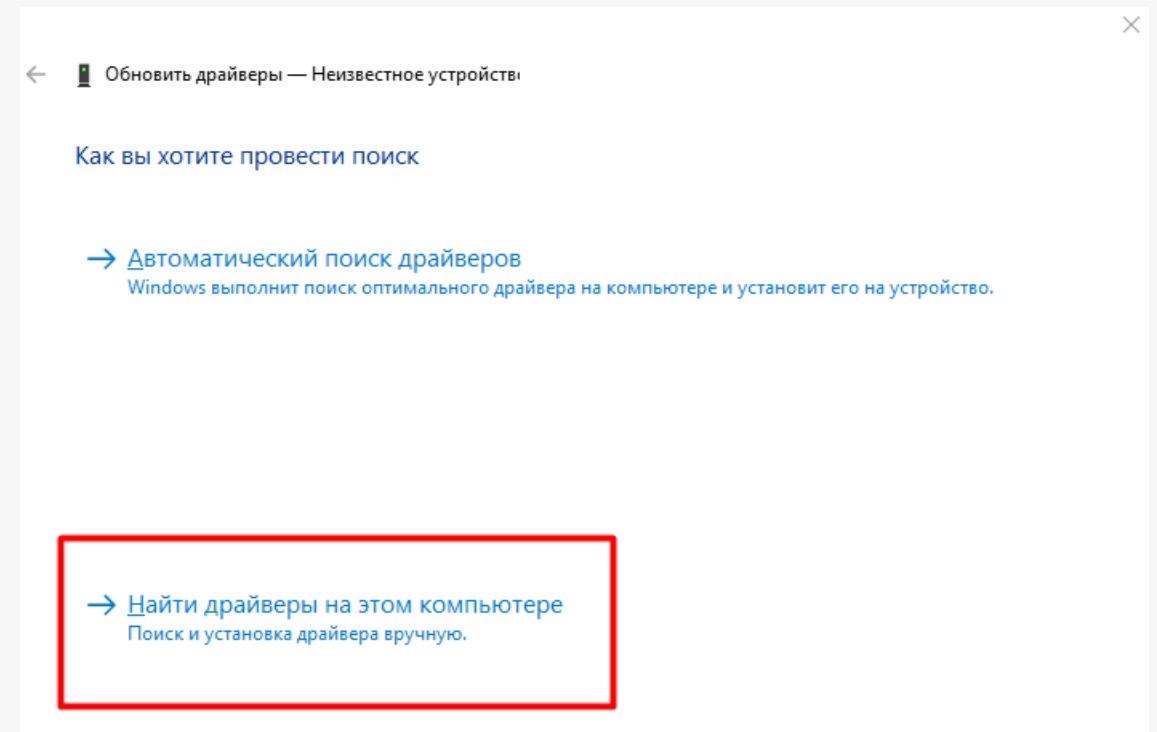 Обновить драйверы — Неизвестное устройство
Как вы хотите провести поиск
Автоматический поиск драйверов
Windows выполнит поиск оптимального драйвера на компьютере и установит его на устройство.
Найти драйверы на этом компьютере
Поиск и установка драйвера вручную.